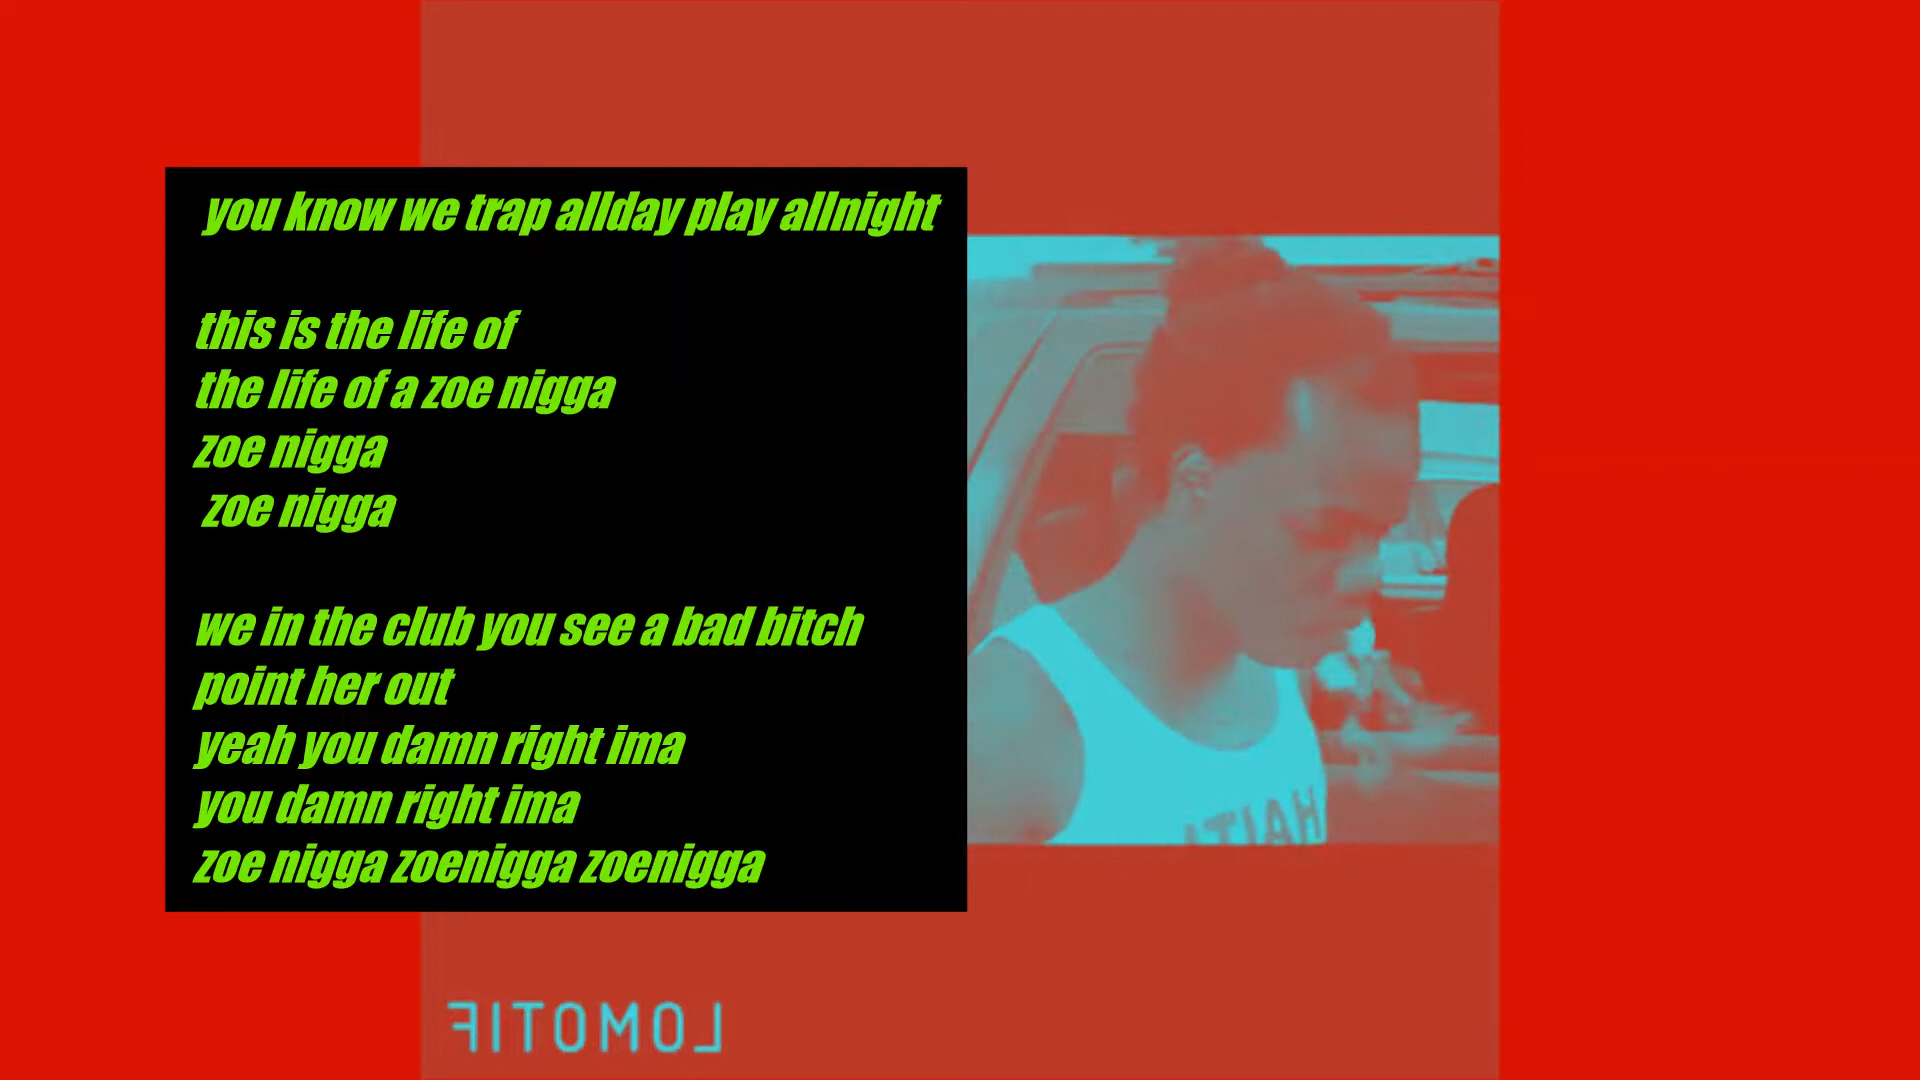 you know we trap allday play allnight
this is the life of
the life of a zoe nigga
zoe nigga
zoe nigga
we in the club you see a bad bitch
point her out
yeah you damn right ima
you damn right ima
zoe nigga zoenigga zoenigga
HAITI
LOMOTIF